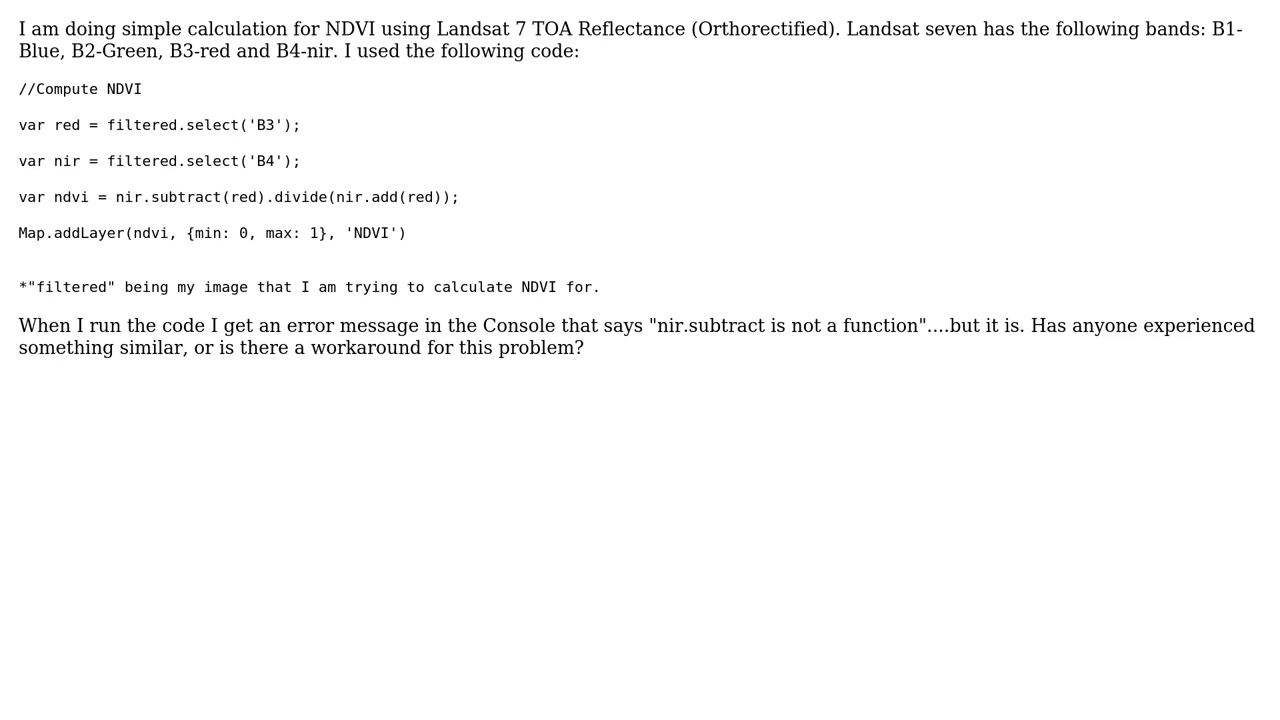 I am doing simple calculation for NDVI using Landsat 7 TOA Reflectance (Orthorectified). Landsat seven has the following bands: B1-
Blue, B2-Green, B3-red and B4-nir. I used the following code:
//Compute NDVI
var red = filtered.select('B3');
var nir = filtered.select('B4');
var ndvi = nir.subtract(red).divide(nir.add(red));
Map.addLayer(ndvi, {min: 0, max: 1}, 'NDVI')
*"filtered" being my image that I am trying to calculate NDVI for.
When I run the code I get an error message in the Console that says "nir.subtract is not a function"....but it is. Has anyone experienced
something similar, or is there a workaround for this problem?